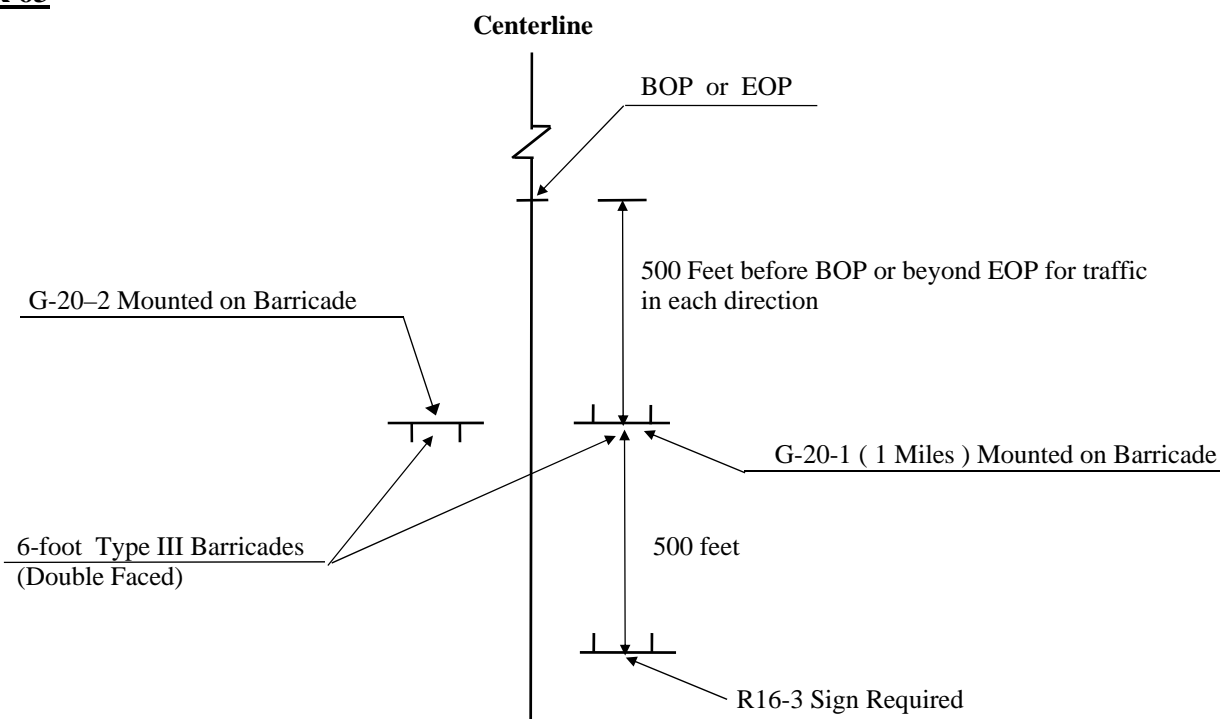 Centerline
BOP or EOP
500 Feet before BOP or beyond EOP for traffic
in each direction
G-20–2 Mounted on Barricade
G-20-1 ( 1 Miles ) Mounted on Barricade
6-foot Type III Barricades
(Double Faced)
500 feet
R16-3 Sign Required